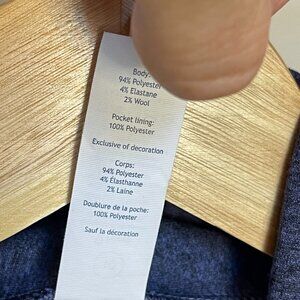 Body:
94% Polyester
4% Elastane
2% Wool
Pocket lining:
100% Polyester
Exclusive of decoration
Corps:
94% Polyester
4% Élasthanne
2% Laine
Doublure de la poche:
100% Polyester
Sauf la décoration